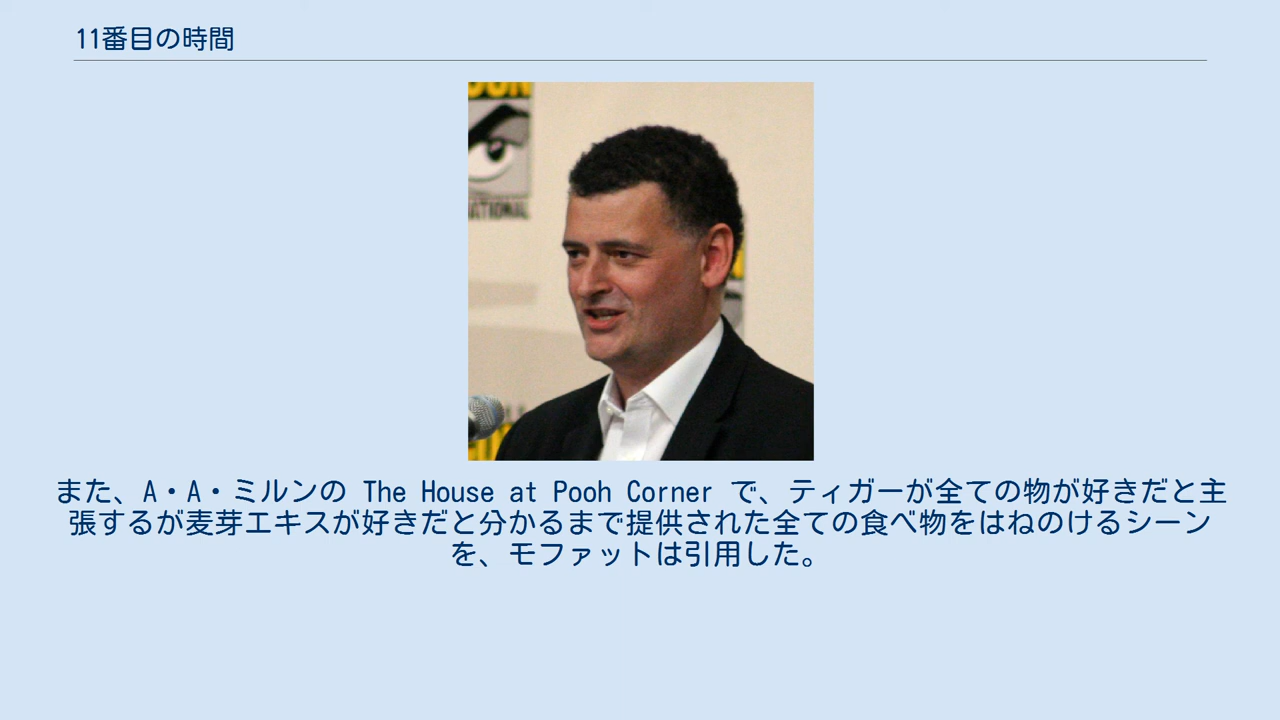 11番目の時間
また、A・A・ミルンの The House at Pooh Corner で、ティガーが全ての物が好きだと主
張するが麦芽エキスが好きだと分かるまで提供された全ての食べ物をはねのけるシーン
を、モファットは引用した。